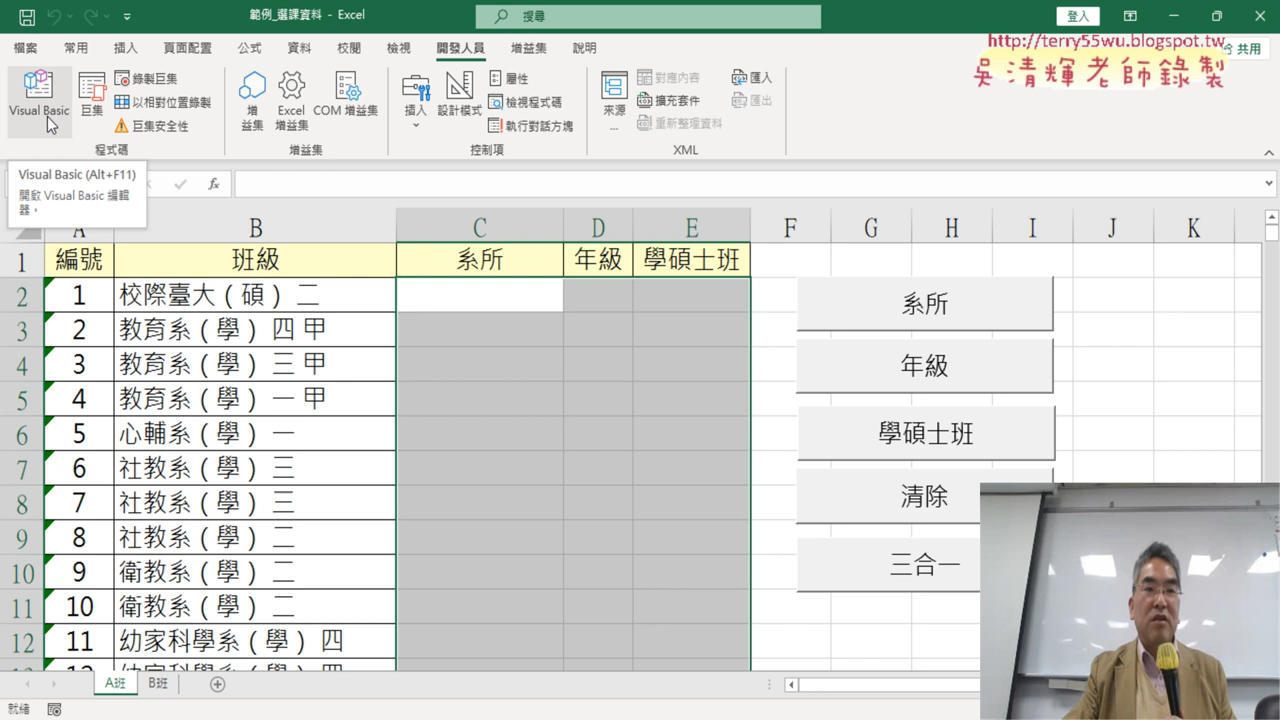 範例_選課資料 - Excel
搜尋
登入
檔案 常用 插入 頁面配置 公式 資料 校閱 檢視 開發人員 增益集 說明
共用
http://terry55wu.blogspot.tw
吳清輝老師錄製
Visual Basic
巨集
錄製巨集
以相對位置錄製
巨集安全性
程式碼
增
益集
Excel
增益集
COM 增益集
增益集
插入
設計模式
屬性
檢視程式碼
執行對話方塊
控制項
來源
...
對應內容
擴充套件
重新整理資料
匯入
匯出
XML
Visual Basic (Alt+F11)
開啟 Visual Basic 編輯
器。
fx
A B C D E F G H I J K
1 編號 班級 系所 年級 學碩士班
2 1 校際臺大（碩） 二
3 2 教育系（學） 四 甲
4 3 教育系（學） 三 甲
5 4 教育系（學） 一 甲
6 5 心輔系（學） 一
7 6 社教系（學） 三
8 7 社教系（學） 三
9 8 社教系（學） 二
10 9 衛教系（學） 二
11 10 衛教系（學） 二
12 11 幼家科學系（學） 四
系所
年級
學碩士班
清除
三合一
A班 B班
就緒